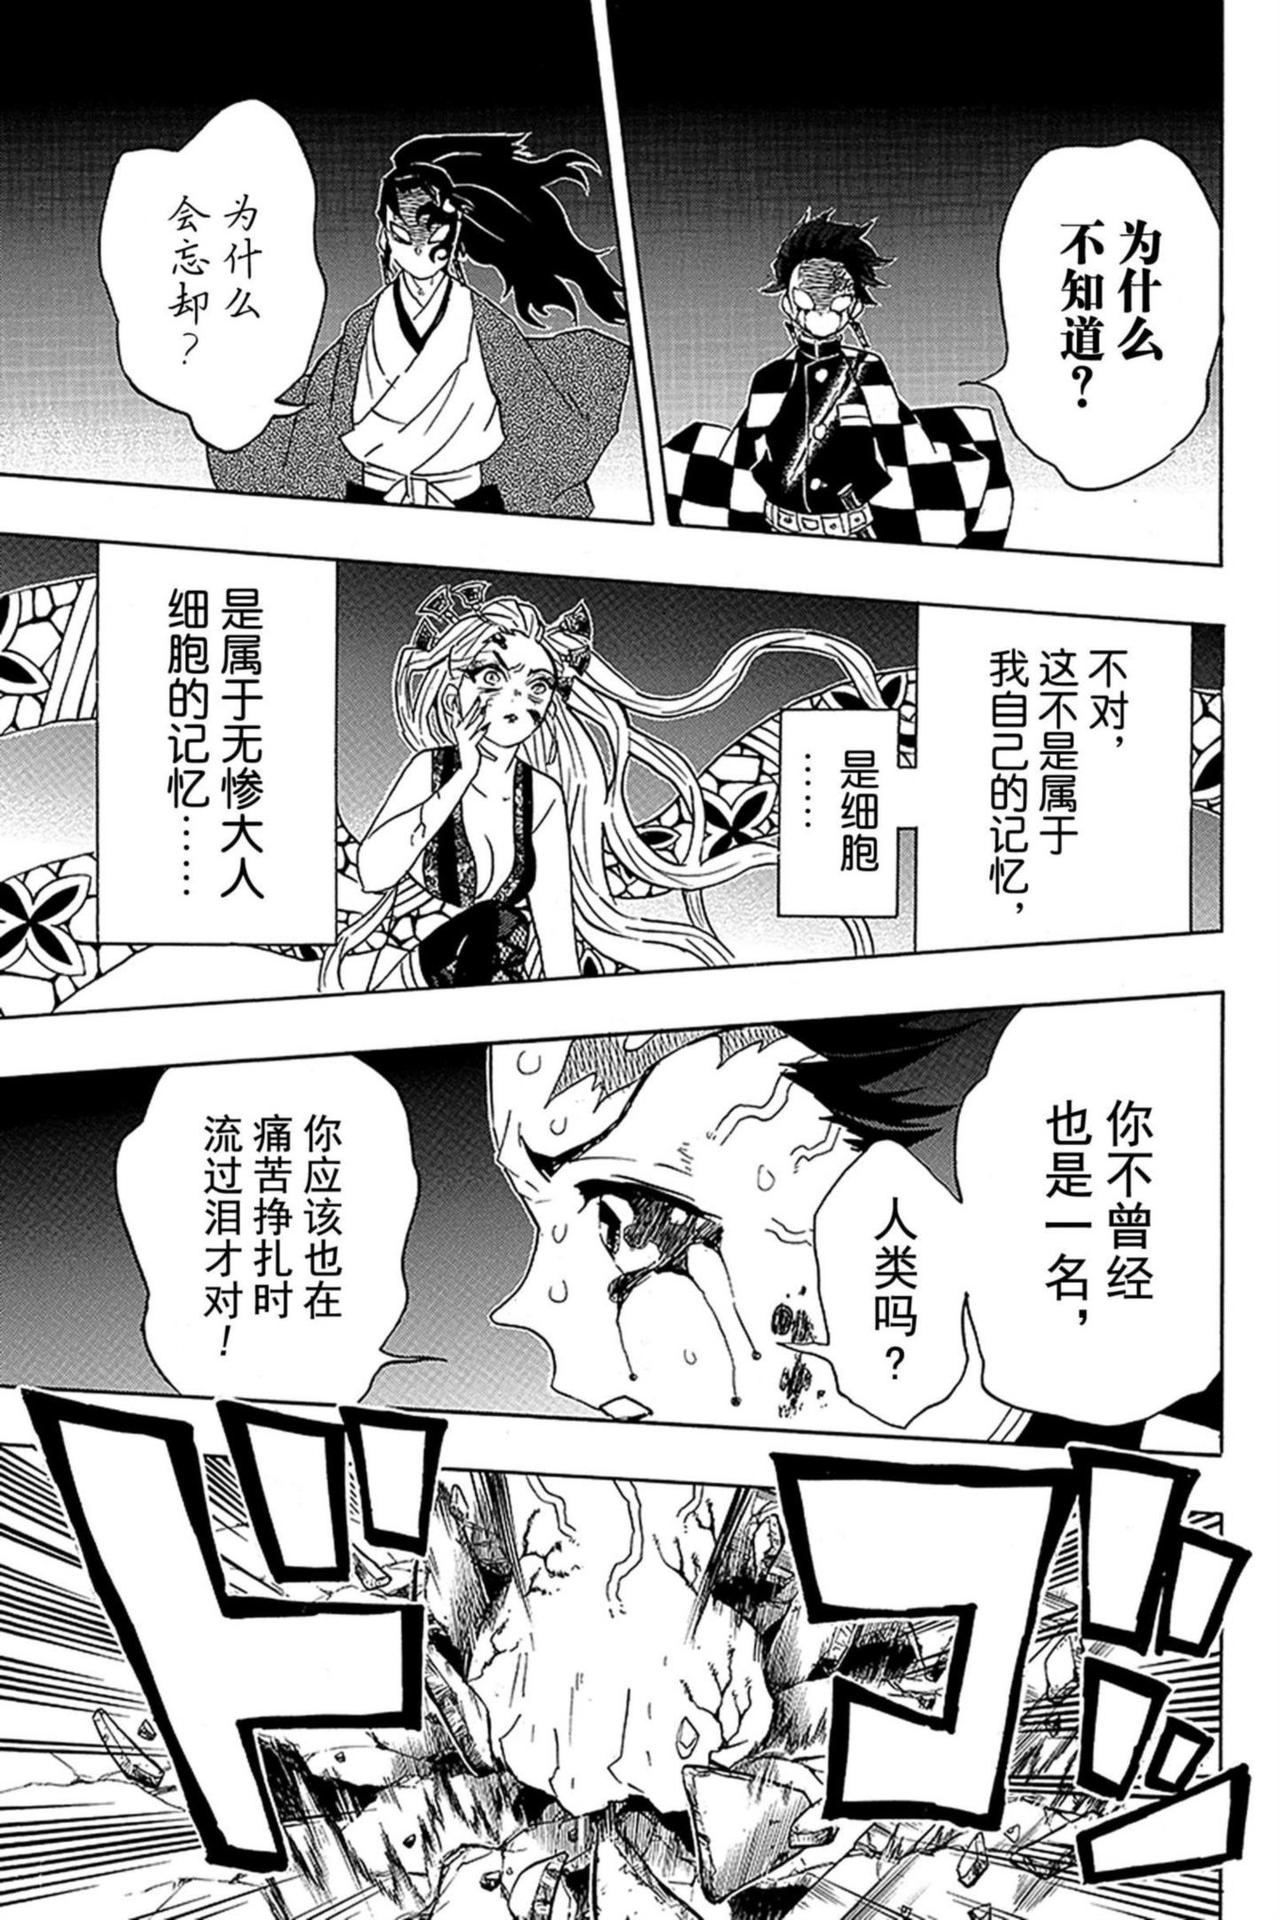 为什么
不知道？
为什么
会忘却？
不对，
这不是属于
我自己的记忆，
是细胞
……
是属于无惨大人
细胞的记忆……
你不曾经
也是一名，
人类吗？
你应该也在
痛苦挣扎时
流过泪才对！
ゴ
ド